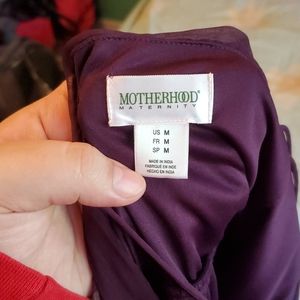 MOTHERHOOD®
MATERNITY
US M
FR M
SP M
MADE IN INDIA
FABRIQUÉ EN INDE
HECHO EN INDIA